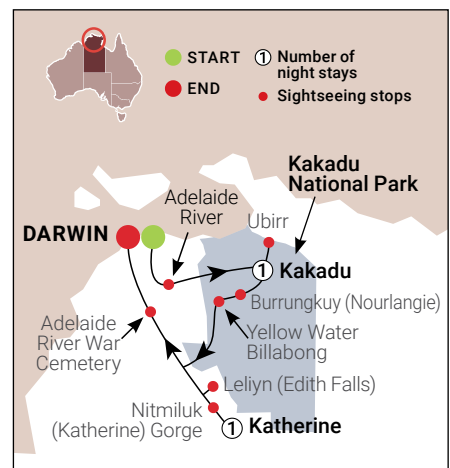 START
END
1 Number of
night stays
Sightseeing stops
Kakadu
National Park
Adelaide
River
Ubirr
DARWIN
1 Kakadu
Burrungkuy (Nourlangie)
Adelaide
River War
Cemetery
Yellow Water
Billabong
Leliyn (Edith Falls)
Nitmiluk
(Katherine) Gorge
1 Katherine